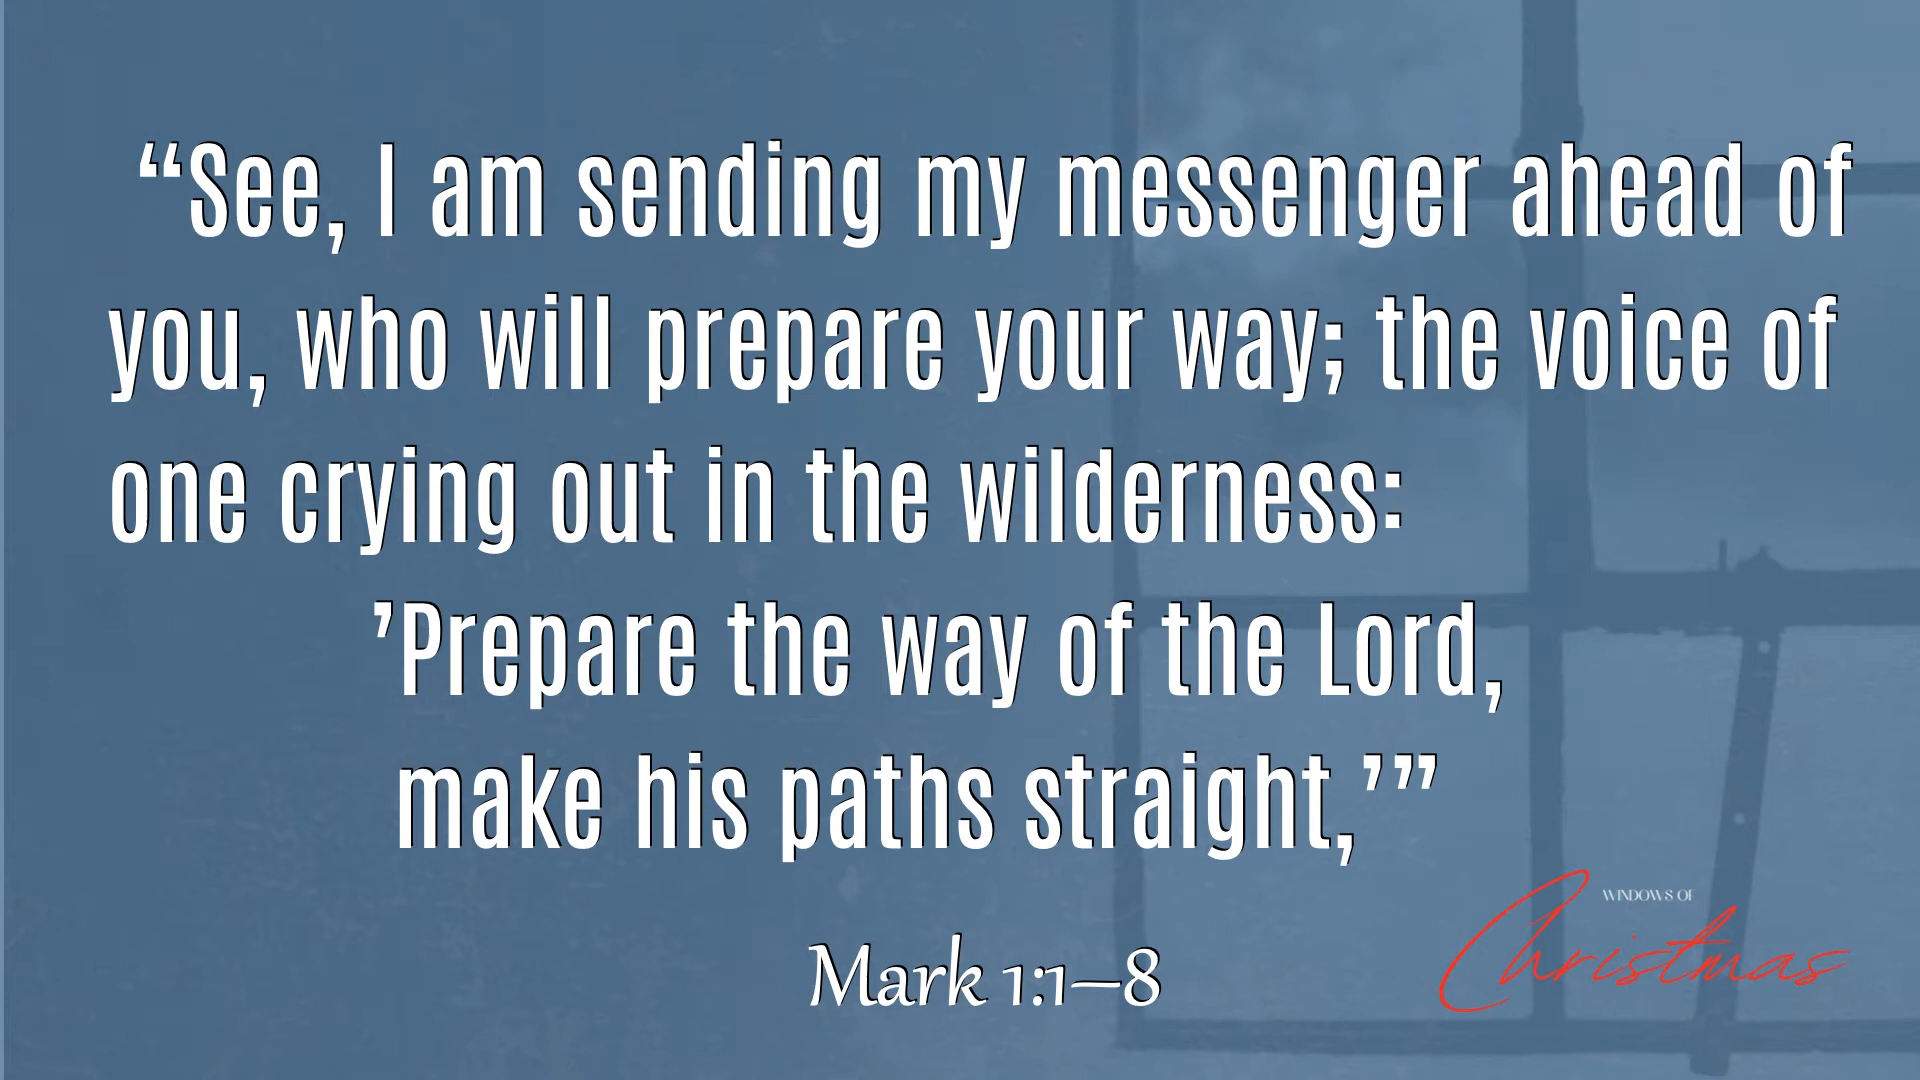 “See, I am sending my messenger ahead of
you, who will prepare your way; the voice of
one crying out in the wilderness:
’Prepare the way of the Lord,
make his paths straight,’”
Mark 1:1–8
WINDOWS OF
Christmas